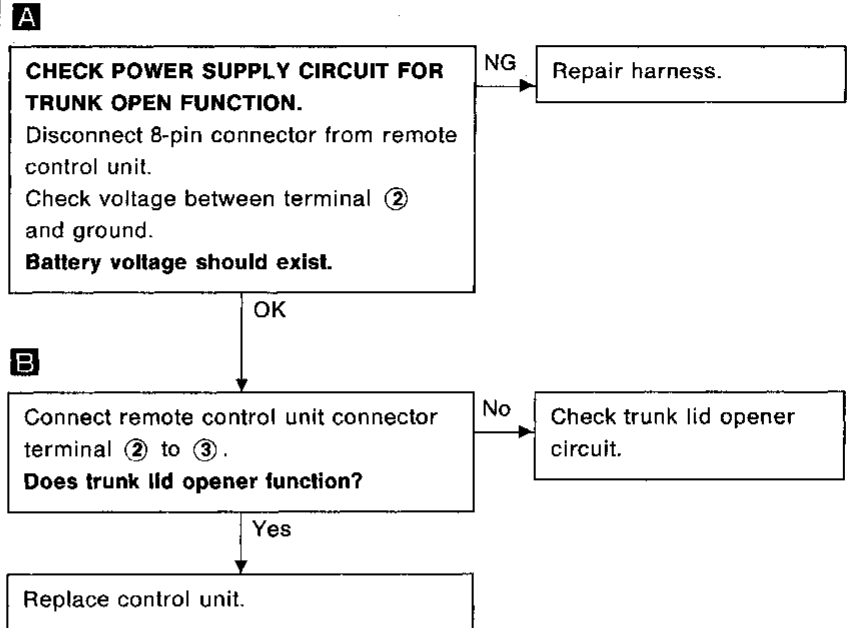 A
CHECK POWER SUPPLY CIRCUIT FOR
TRUNK OPEN FUNCTION.
Disconnect 8-pin connector from remote
control unit.
Check voltage between terminal ②
and ground.
Battery voltage should exist.
NG
Repair harness.
OK
B
Connect remote control unit connector
terminal ② to ③.
Does trunk lid opener function?
No
Check trunk lid opener
circuit.
Yes
Replace control unit.